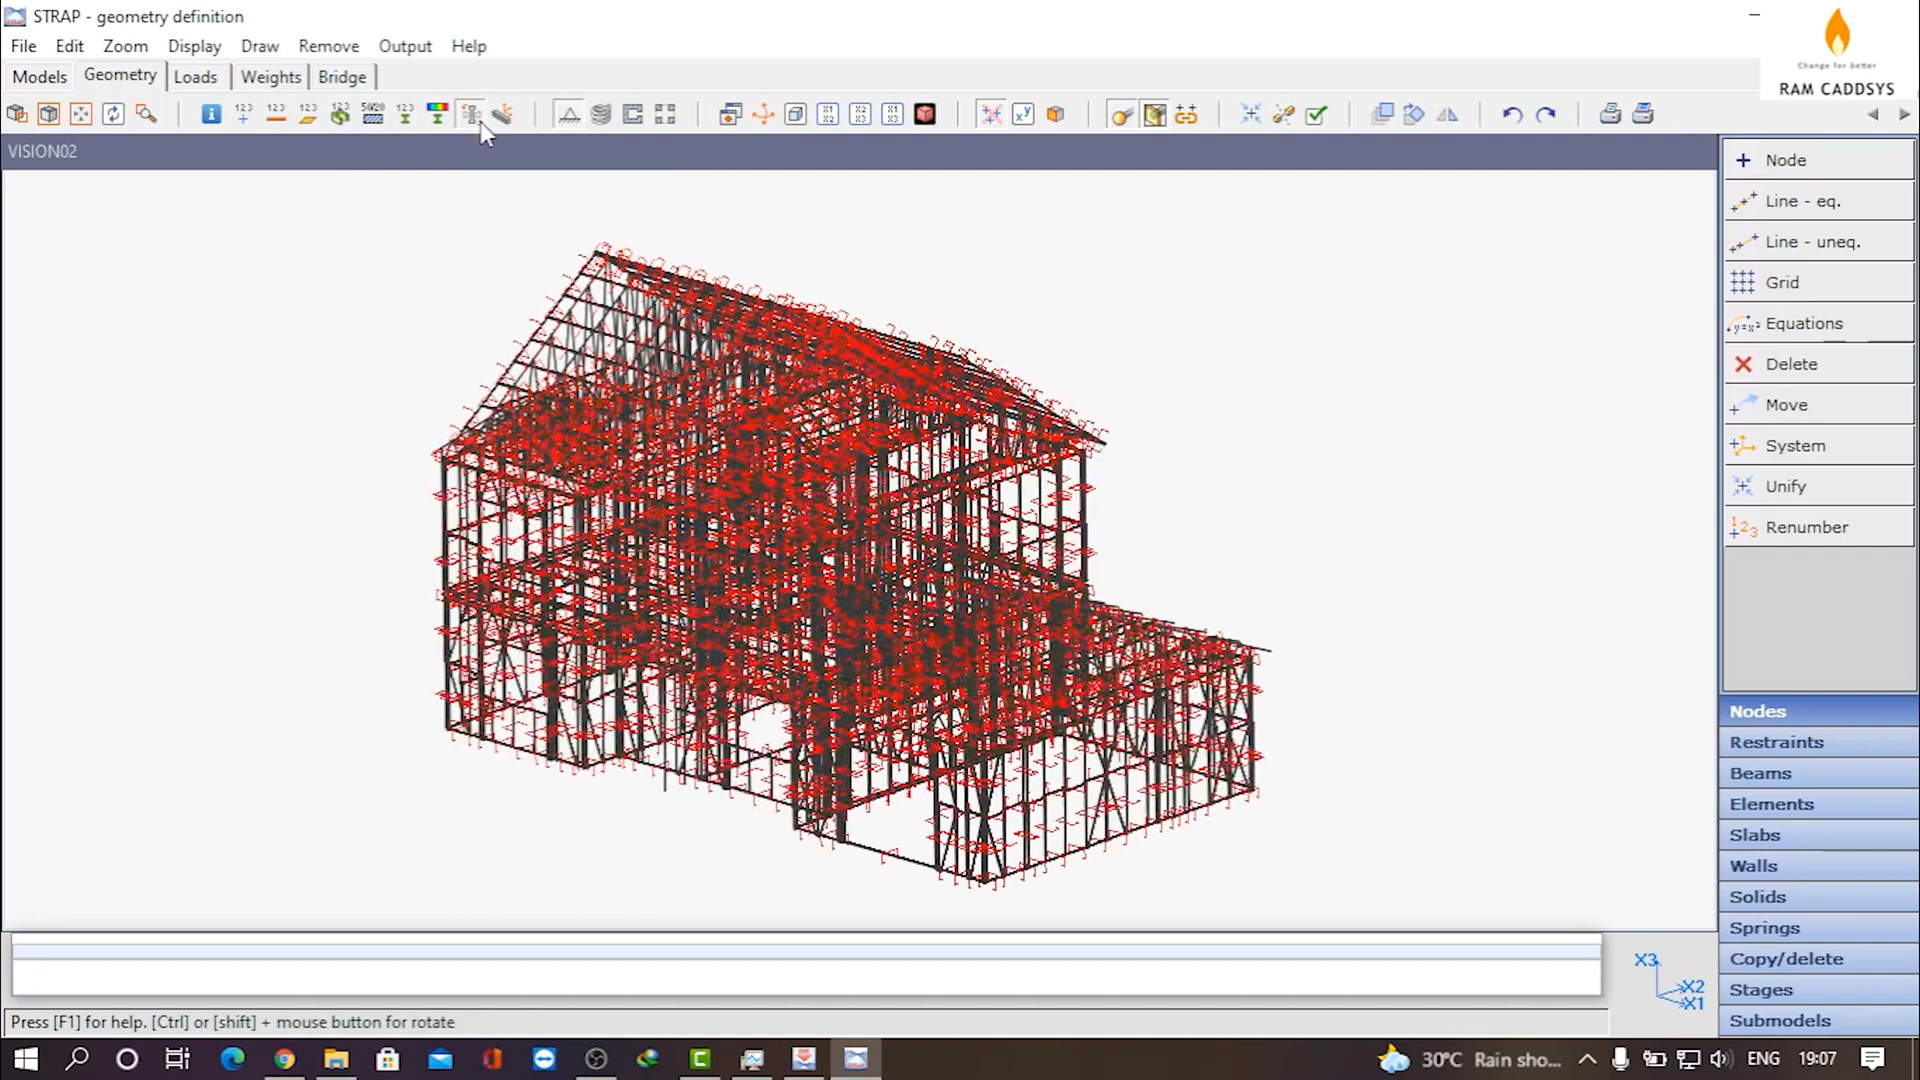 STRAP - geometry definition
File Edit Zoom Display Draw Remove Output Help
Change for better
RAM CADDSYS
Models Geometry Loads Weights Bridge
VISION02
Node
Line - eq.
Line - uneq.
Grid
Equations
Delete
Move
System
Unify
Renumber
Nodes
Restraints
Beams
Elements
Slabs
Walls
Solids
Springs
Copy/delete
Stages
Submodels
X3
X2
X1
Press [F1] for help. [Ctrl] or [shift] + mouse button for rotate
30°C Rain sho... ENG 19:07